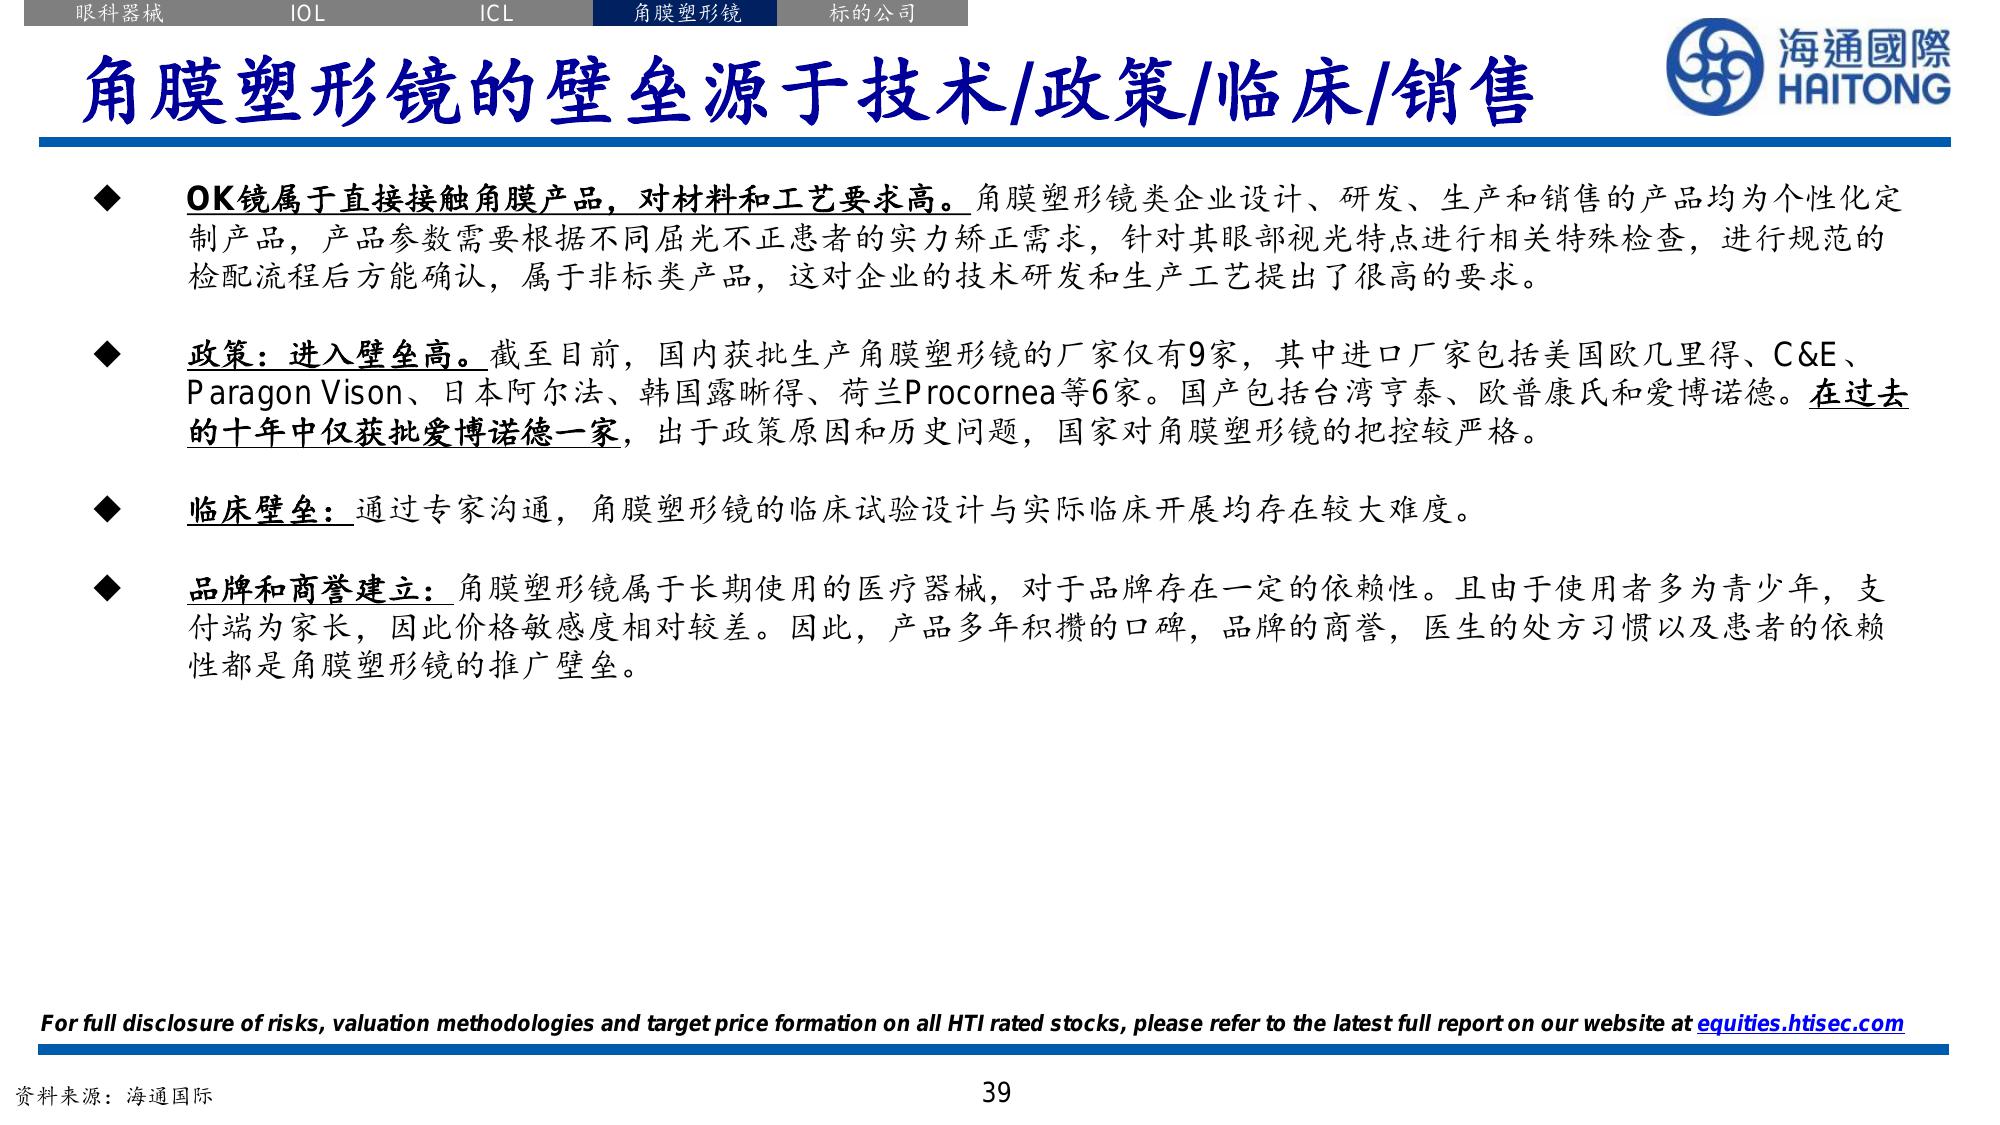 眼科器械 IOL ICL 角膜塑形镜 标的公司
海通國際
HAITONG
角膜塑形镜的壁垒源于技术/政策/临床/销售
◆ OK镜属于直接接触角膜产品，对材料和工艺要求高。角膜塑形镜类企业设计、研发、生产和销售的产品均为个性化定
制产品，产品参数需要根据不同屈光不正患者的实力矫正需求，针对其眼部视光特点进行相关特殊检查，进行规范的
检配流程后方能确认，属于非标类产品，这对企业的技术研发和生产工艺提出了很高的要求。
◆ 政策：进入壁垒高。截至目前，国内获批生产角膜塑形镜的厂家仅有9家，其中进口厂家包括美国欧几里得、C&E、
Paragon Vison、日本阿尔法、韩国露晰得、荷兰Procornea等6家。国产包括台湾亨泰、欧普康氏和爱博诺德。在过去
的十年中仅获批爱博诺德一家，出于政策原因和历史问题，国家对角膜塑形镜的把控较严格。
◆ 临床壁垒：通过专家沟通，角膜塑形镜的临床试验设计与实际临床开展均存在较大难度。
◆ 品牌和商誉建立：角膜塑形镜属于长期使用的医疗器械，对于品牌存在一定的依赖性。且由于使用者多为青少年，支
付端为家长，因此价格敏感度相对较差。因此，产品多年积攒的口碑，品牌的商誉，医生的处方习惯以及患者的依赖
性都是角膜塑形镜的推广壁垒。
For full disclosure of risks, valuation methodologies and target price formation on all HTI rated stocks, please refer to the latest full report on our website at equities.htisec.com
资料来源：海通国际
39